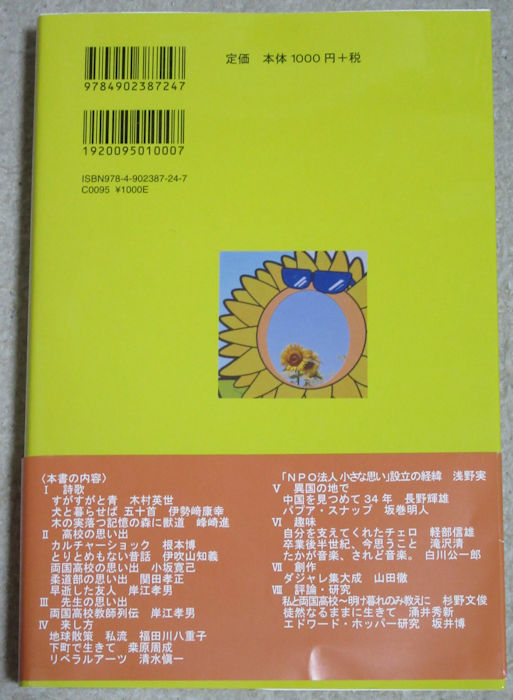 定価 本体1000円+税
9784902387247
1920095010007
ISBN978-4-902387-24-7
C0095 ¥1000E
〈本書の内容〉
Ⅰ 詩歌
すがすがと青 木村英世
犬と暮らせば 五十首 伊勢﨑康幸
木の実落つ記憶の森に獣道 峰崎進
Ⅱ 高校の思い出
カルチャーショック 根本博
とりとめもない昔話 伊吹山知義
両国高校の思い出 小坂寛己
柔道部の思い出 関田孝正
早逝した友人 岸江孝男
Ⅲ 先生の思い出
両国高校教師列伝 岸江孝男
Ⅳ 来し方
地球散策 私流 福田川八重子
下町で生きて 桒原周成
リベラルアーツ 清水愼一
「NPO法人 小さな思い」設立の経緯 浅野実
Ⅴ 異国の地で
中国を見つめて34年 長野輝雄
パプア・スナップ 坂巻明人
Ⅵ 趣味
自分を支えてくれたチェロ 軽部信雄
卒業後半世紀、今思うこと 滝沢清
たかが音楽、されど音楽。 白川公一郎
Ⅶ 創作
ダジャレ集大成 山田徹
Ⅷ 評論・研究
私と両国高校〜明け暮れのみ教えに 杉野文俊
徒然なるままに生きて 涌井秀新
エドワード・ホッパー研究 坂井博